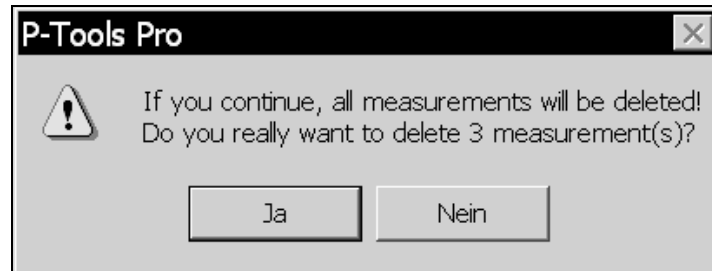 P-Tools Pro
If you continue, all measurements will be deleted!
Do you really want to delete 3 measurement(s)?
Ja
Nein